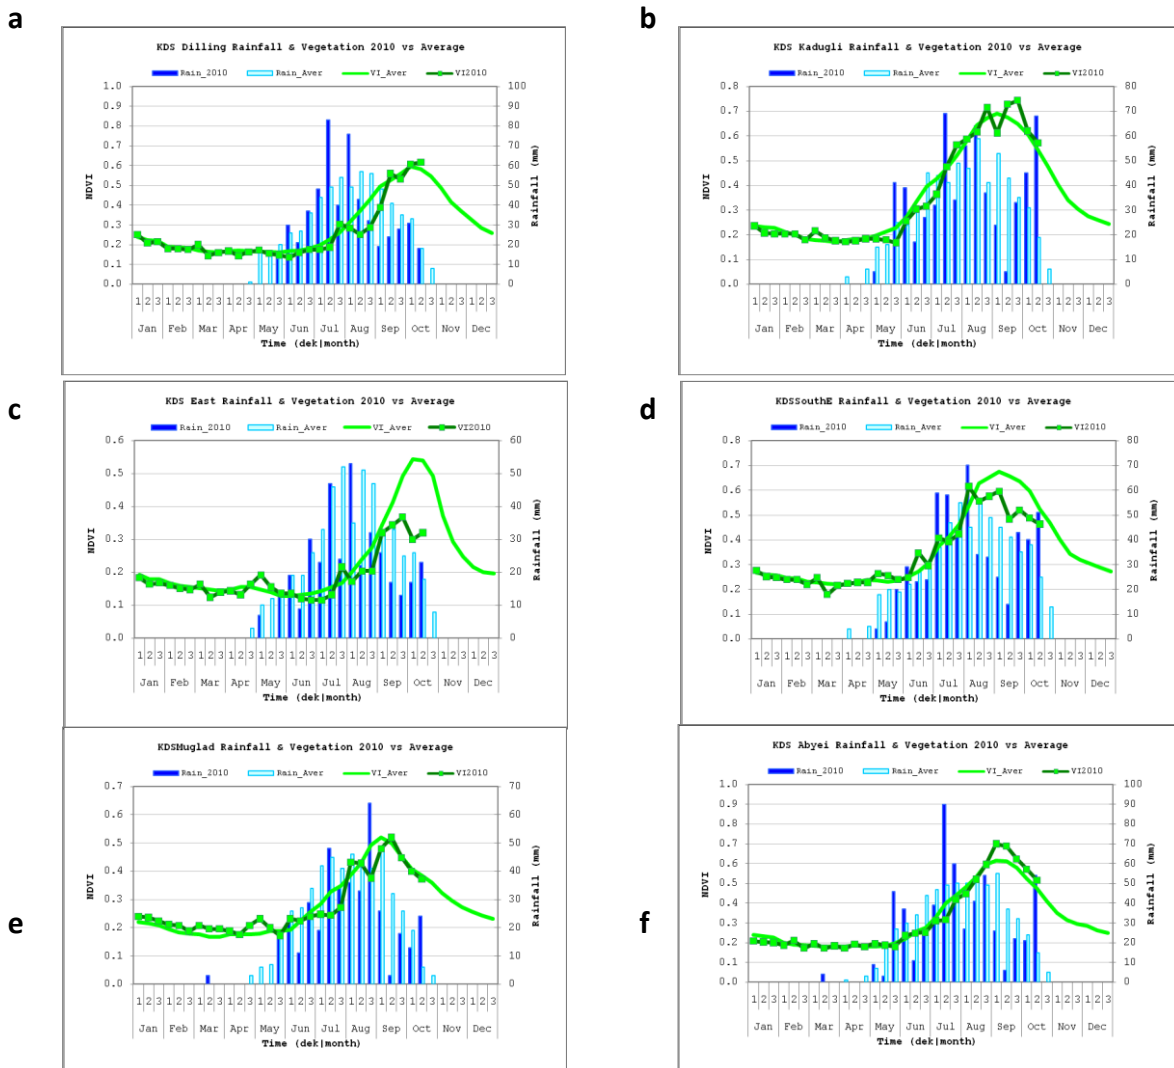 a
KDS Dilling Rainfall & Vegetation 2010 vs Average
Rain_2010 Rain_Aver VI_Aver VI2010
1.0 100
0.9 90
0.8 80
0.7 70
0.6 60
0.5 50
0.4 40
0.3 30
0.2 20
0.1 10
0.0 0
NDVI
Rainfall (mm)
1 2 3 1 2 3 1 2 3 1 2 3 1 2 3 1 2 3 1 2 3 1 2 3 1 2 3 1 2 3 1 2 3 1 2 3
Jan Feb Mar Apr May Jun Jul Aug Sep Oct Nov Dec
Time (dek|month)
b
KDS Kadugli Rainfall & Vegetation 2010 vs Average
Rain_2010 Rain_Aver VI_Aver VI2010
0.8 80
0.7 70
0.6 60
0.5 50
0.4 40
0.3 30
0.2 20
0.1 10
0.0 0
NDVI
Rainfall (mm)
1 2 3 1 2 3 1 2 3 1 2 3 1 2 3 1 2 3 1 2 3 1 2 3 1 2 3 1 2 3 1 2 3 1 2 3
Jan Feb Mar Apr May Jun Jul Aug Sep Oct Nov Dec
Time (dek|month)
c
KDS East Rainfall & Vegetation 2010 vs Average
Rain_2010 Rain_Aver VI_Aver VI2010
0.6 60
0.5 50
0.4 40
0.3 30
0.2 20
0.1 10
0.0 0
NDVI
Rainfall (mm)
1 2 3 1 2 3 1 2 3 1 2 3 1 2 3 1 2 3 1 2 3 1 2 3 1 2 3 1 2 3 1 2 3 1 2 3
Jan Feb Mar Apr May Jun Jul Aug Sep Oct Nov Dec
Time (dek|month)
d
KDSSouthE Rainfall & Vegetation 2010 vs Average
Rain_2010 Rain_Aver VI_Aver VI2010
0.8 80
0.7 70
0.6 60
0.5 50
0.4 40
0.3 30
0.2 20
0.1 10
0.0 0
NDVI
Rainfall (mm)
1 2 3 1 2 3 1 2 3 1 2 3 1 2 3 1 2 3 1 2 3 1 2 3 1 2 3 1 2 3 1 2 3 1 2 3
Jan Feb Mar Apr May Jun Jul Aug Sep Oct Nov Dec
Time (dek|month)
e
KDSMuglad Rainfall & Vegetation 2010 vs Average
Rain_2010 Rain_Aver VI_Aver VI2010
0.7 70
0.6 60
0.5 50
0.4 40
0.3 30
0.2 20
0.1 10
0.0 0
NDVI
Rainfall (mm)
1 2 3 1 2 3 1 2 3 1 2 3 1 2 3 1 2 3 1 2 3 1 2 3 1 2 3 1 2 3 1 2 3 1 2 3
Jan Feb Mar Apr May Jun Jul Aug Sep Oct Nov Dec
Time (dek|month)
f
KDS Abyei Rainfall & Vegetation 2010 vs Average
Rain_2010 Rain_Aver VI_Aver VI2010
1.0 100
0.9 90
0.8 80
0.7 70
0.6 60
0.5 50
0.4 40
0.3 30
0.2 20
0.1 10
0.0 0
NDVI
Rainfall (mm)
1 2 3 1 2 3 1 2 3 1 2 3 1 2 3 1 2 3 1 2 3 1 2 3 1 2 3 1 2 3 1 2 3 1 2 3
Jan Feb Mar Apr May Jun Jul Aug Sep Oct Nov Dec
Time (dek|month)